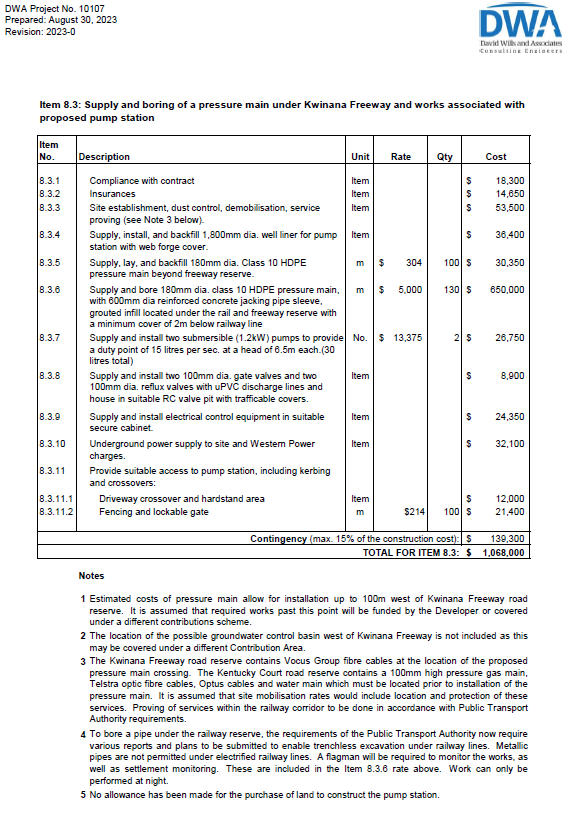 DWA Project No. 10107
Prepared: August 30, 2023
Revision: 2023-0
DWA
David Wills and Associates
Consulting Engineers
Item 8.3: Supply and boring of a pressure main under Kwinana Freeway and works associated with
proposed pump station
Item
No. Description Unit Rate Qty Cost
8.3.1 Compliance with contract Item $ 18,300
8.3.2 Insurances Item $ 14,650
8.3.3 Site establishment, dust control, demobilisation, service Item $ 53,500
proving (see Note 3 below).
8.3.4 Supply, install, and backfill 1,800mm dia. well liner for pump Item $ 36,400
station with web forge cover.
8.3.5 Supply, lay, and backfill 180mm dia. Class 10 HDPE m $ 304 100 $ 30,350
pressure main beyond freeway reserve.
8.3.6 Supply and bore 180mm dia. class 10 HDPE pressure main, m $ 5,000 130 $ 650,000
with 600mm dia reinforced concrete jacking pipe sleeve,
grouted infill located under the rail and freeway reserve with
a minimum cover of 2m below railway line
8.3.7 Supply and install two submersible (1.2kW) pumps to provide No. $ 13,375 2 $ 26,750
a duty point of 15 litres per sec. at a head of 6.5m each.(30
litres total)
8.3.8 Supply and install two 100mm dia. gate valves and two Item $ 8,900
100mm dia. reflux valves with uPVC discharge lines and
house in suitable RC valve pit with trafficable covers.
8.3.9 Supply and install electrical control equipment in suitable Item $ 24,350
secure cabinet.
8.3.10 Underground power supply to site and Western Power Item $ 32,100
charges.
8.3.11 Provide suitable access to pump station, including kerbing
and crossovers:
8.3.11.1 Driveway crossover and hardstand area Item $ 12,000
8.3.11.2 Fencing and lockable gate m $214 100 $ 21,400
Contingency (max. 15% of the construction cost): $ 139,300
TOTAL FOR ITEM 8.3: $ 1,068,000
Notes
1 Estimated costs of pressure main allow for installation up to 100m west of Kwinana Freeway road
reserve. It is assumed that required works past this point will be funded by the Developer or covered
under a different contributions scheme.
2 The location of the possible groundwater control basin west of Kwinana Freeway is not included as this
may be covered under a different Contribution Area.
3 The Kwinana Freeway road reserve contains Vocus Group fibre cables at the location of the proposed
pressure main crossing. The Kentucky Court road reserve contains a 100mm high pressure gas main,
Telstra optic fibre cables, Optus cables and water main which must be located prior to installation of the
pressure main. It is assumed that site mobilisation rates would include location and protection of these
services. Proving of services within the railway corridor to be done in accordance with Public Transport
Authority requirements.
4 To bore a pipe under the railway reserve, the requirements of the Public Transport Authority now require
various reports and plans to be submitted to enable trenchless excavation under railway lines. Metallic
pipes are not permitted under electrified railway lines. A flagman will be required to monitor the works, as
well as settlement monitoring. These are included in the Item 8.3.6 rate above. Work can only be
performed at night.
5 No allowance has been made for the purchase of land to construct the pump station.